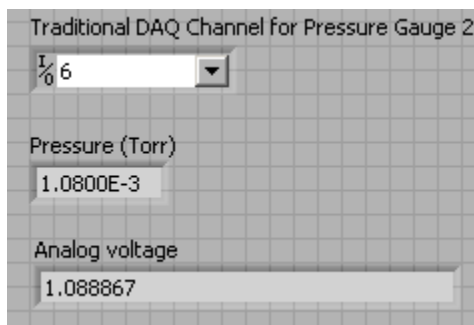 Traditional DAQ Channel for Pressure Gauge 2
I/O 6
Pressure (Torr)
1.0800E-3
Analog voltage
1.088867